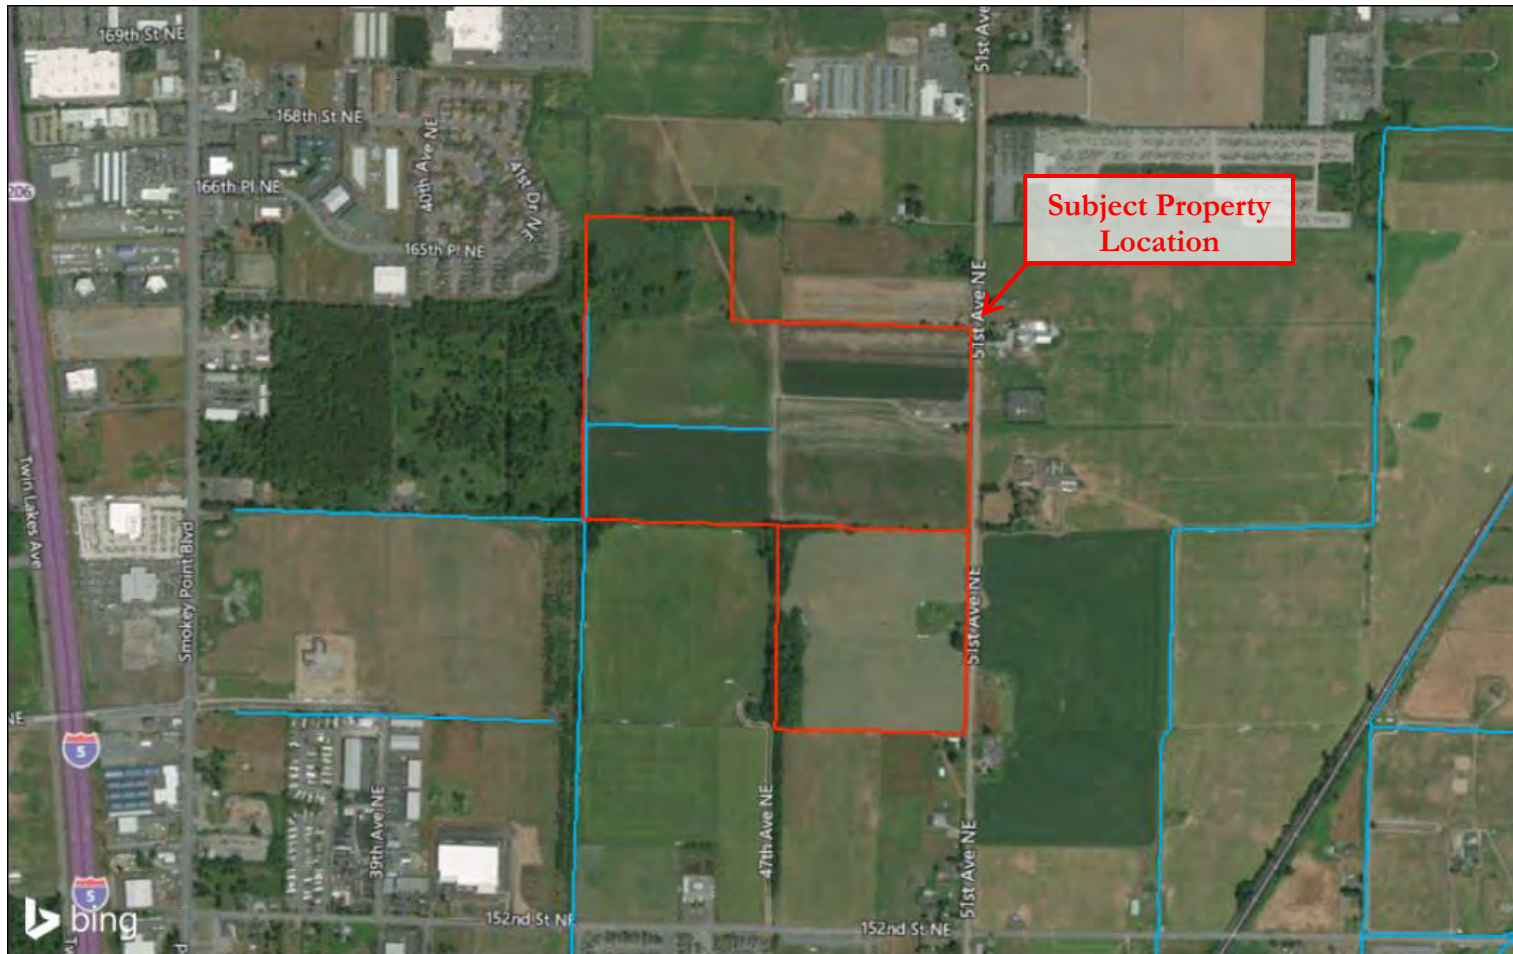 169th St NE
51st Ave
168th St NE
40th Ave NE
41st Dr NE
206
166th Pl NE
165th Pl NE
Subject Property
Location
51st Ave NE
Twin Lakes Ave
Smokey Point Blvd
51st Ave NE
NE
5
39th Ave NE
47th Ave NE
51st Ave NE
5
bing
152nd St NE
152nd St NE